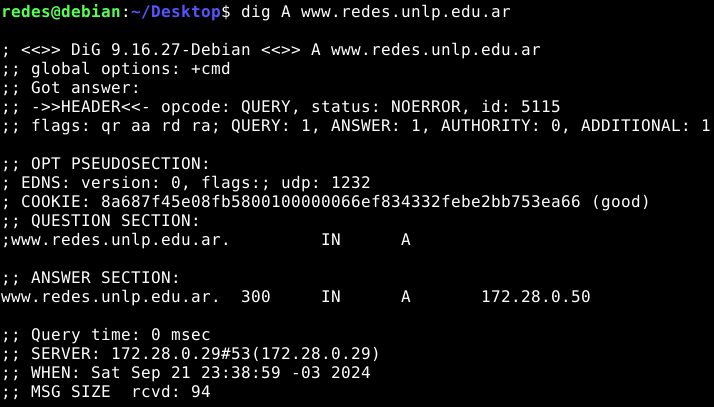 redes@debian:~/Desktop$ dig A www.redes.unlp.edu.ar
; <<>> DiG 9.16.27-Debian <<>> A www.redes.unlp.edu.ar
;; global options: +cmd
;; Got answer:
;; ->>HEADER<<- opcode: QUERY, status: NOERROR, id: 5115
;; flags: qr aa rd ra; QUERY: 1, ANSWER: 1, AUTHORITY: 0, ADDITIONAL: 1
;; OPT PSEUDOSECTION:
; EDNS: version: 0, flags:; udp: 1232
; COOKIE: 8a687f45e08fb5800100000066ef834332febe2bb753ea66 (good)
;; QUESTION SECTION:
;www.redes.unlp.edu.ar. IN A
;; ANSWER SECTION:
www.redes.unlp.edu.ar. 300 IN A 172.28.0.50
;; Query time: 0 msec
;; SERVER: 172.28.0.29#53(172.28.0.29)
;; WHEN: Sat Sep 21 23:38:59 -03 2024
;; MSG SIZE rcvd: 94